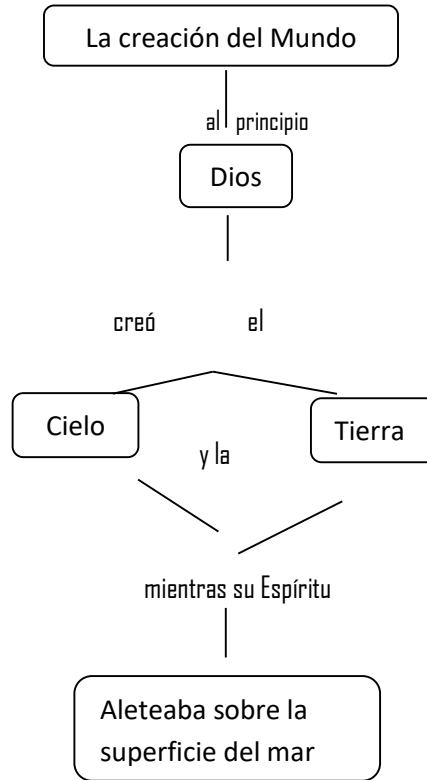 La creación del Mundo
al principio
Dios
creó el
Cielo
y la
Tierra
mientras su Espíritu
Aleteaba sobre la
superficie del mar